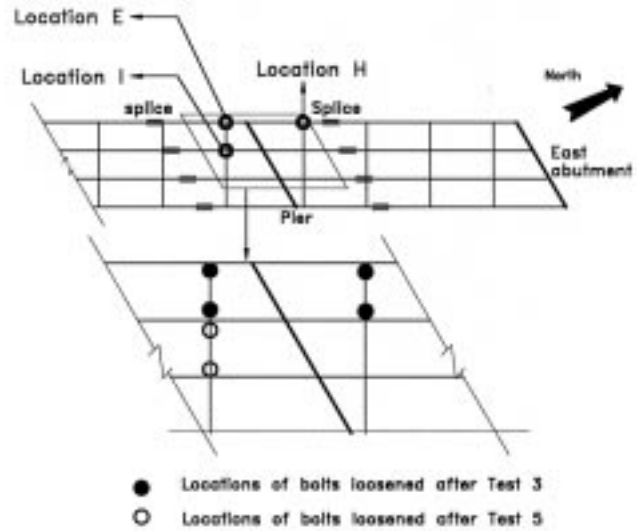 Location E
Location I
Location H
North
splice
Splice
East
abutment
Pier
Locations of bolts loosened after Test 3
Locations of bolts loosened after Test 5